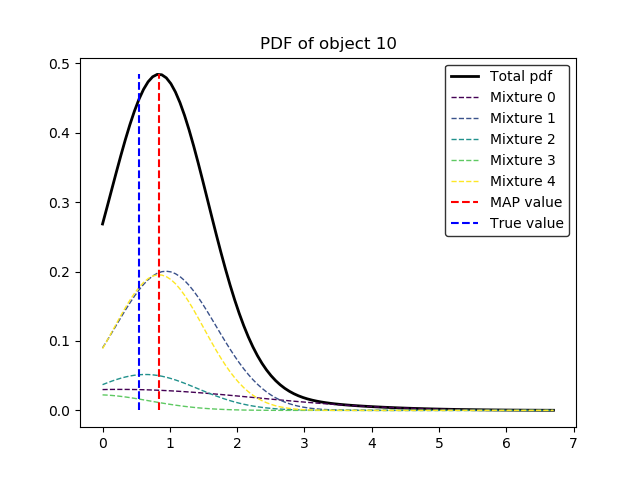 PDF of object 10
0.5
0.4
0.3
0.2
0.1
0.0
0 1 2 3 4 5 6 7
Total pdf
Mixture 0
Mixture 1
Mixture 2
Mixture 3
Mixture 4
MAP value
True value